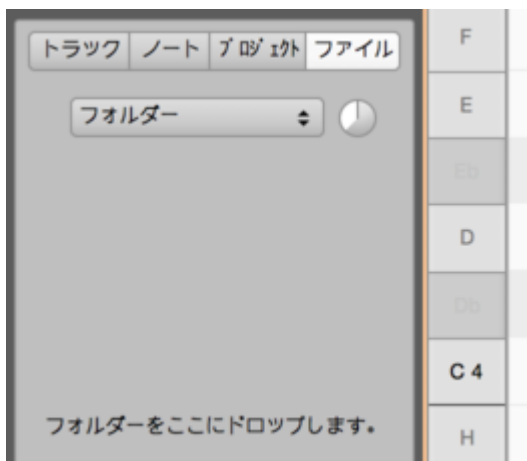 トラック ノート ﾌﾟﾛｼﾞｪｸﾄ ファイル
フォルダー
フォルダーをここにドロップします。
F
E
Eb
D
Db
C 4
H